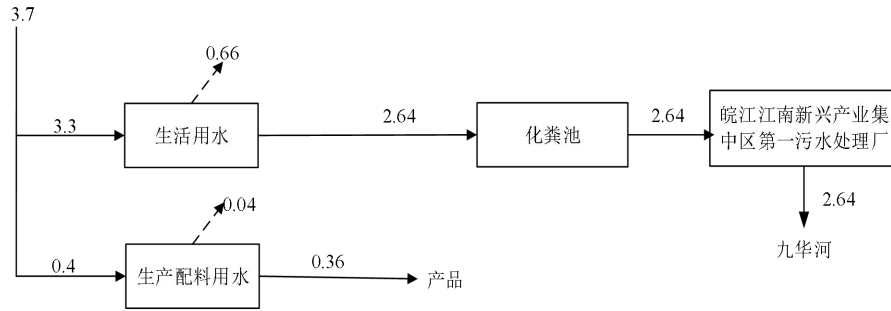 3.7
0.66
3.3
生活用水
2.64
化粪池
2.64
皖江江南新兴产业集
中区第一污水处理厂
2.64
九华河
0.04
0.4
生产配料用水
0.36
产品